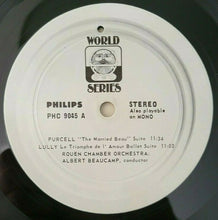 WORLD
SERIES
PHILIPS
STEREO
PHC 9045 A
Also playable
on MONO
PURCELL "The Married Beau" Suite 11:34
LULLY Le Triomphe de l' Amour Ballet Suite 11:02
ROUEN CHAMBER ORCHESTRA;
ALBERT BEAUCAMP, conductor